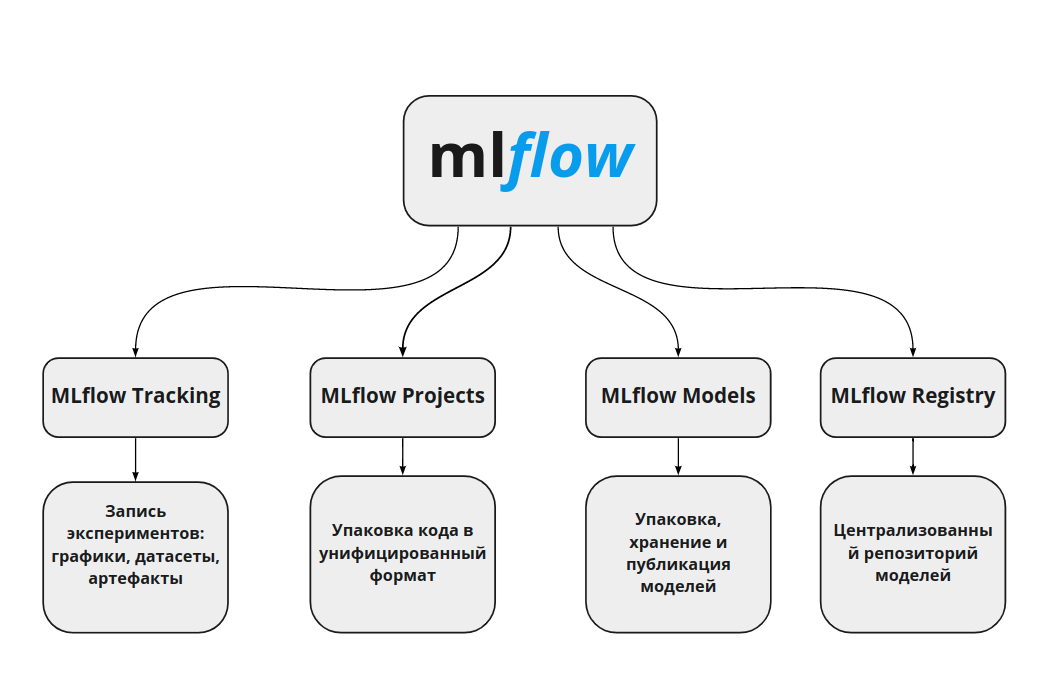 mlflow
MLflow Tracking
MLflow Projects
MLflow Models
MLflow Registry
Запись
экспериментов:
графики, датасеты,
артефакты
Упаковка кода в
унифицированный
формат
Упаковка,
хранение и
публикация
моделей
Централизованны
й репозиторий
моделей